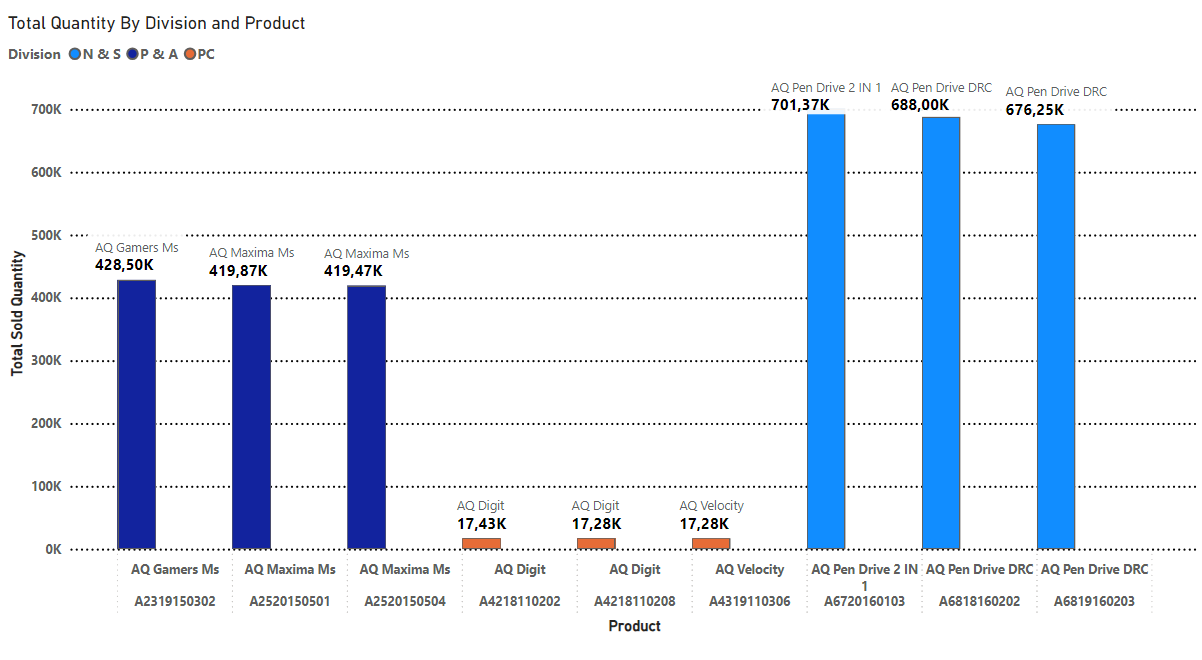 Total Quantity By Division and Product
Division N & S P & A PC
Total Sold Quantity
700K
600K
500K
400K
300K
200K
100K
0K
AQ Gamers Ms
428,50K
AQ Maxima Ms
419,87K
AQ Maxima Ms
419,47K
AQ Digit
17,43K
AQ Digit
17,28K
AQ Velocity
17,28K
AQ Pen Drive 2 IN 1
701,37K
AQ Pen Drive DRC
688,00K
AQ Pen Drive DRC
676,25K
AQ Gamers Ms
A2319150302
AQ Maxima Ms
A2520150501
AQ Maxima Ms
A2520150504
AQ Digit
A4218110202
AQ Digit
A4218110208
AQ Velocity
A4319110306
AQ Pen Drive 2 IN
1
A6720160103
AQ Pen Drive DRC
A6818160202
AQ Pen Drive DRC
A6819160203
Product